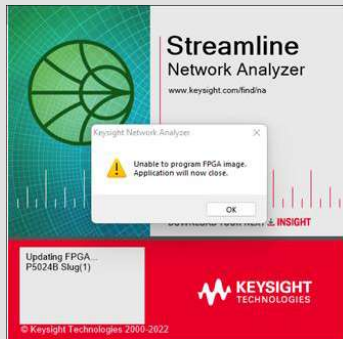 Streamline
Network Analyzer
www.keysight.com/find/na
Keysight Network Analyzer
Unable to program FPGA image.
Application will now close.
OK
INSIGHT
Updating FPGA...
P5024B Slug(1)
KEYSIGHT
TECHNOLOGIES
© Keysight Technologies 2000-2022